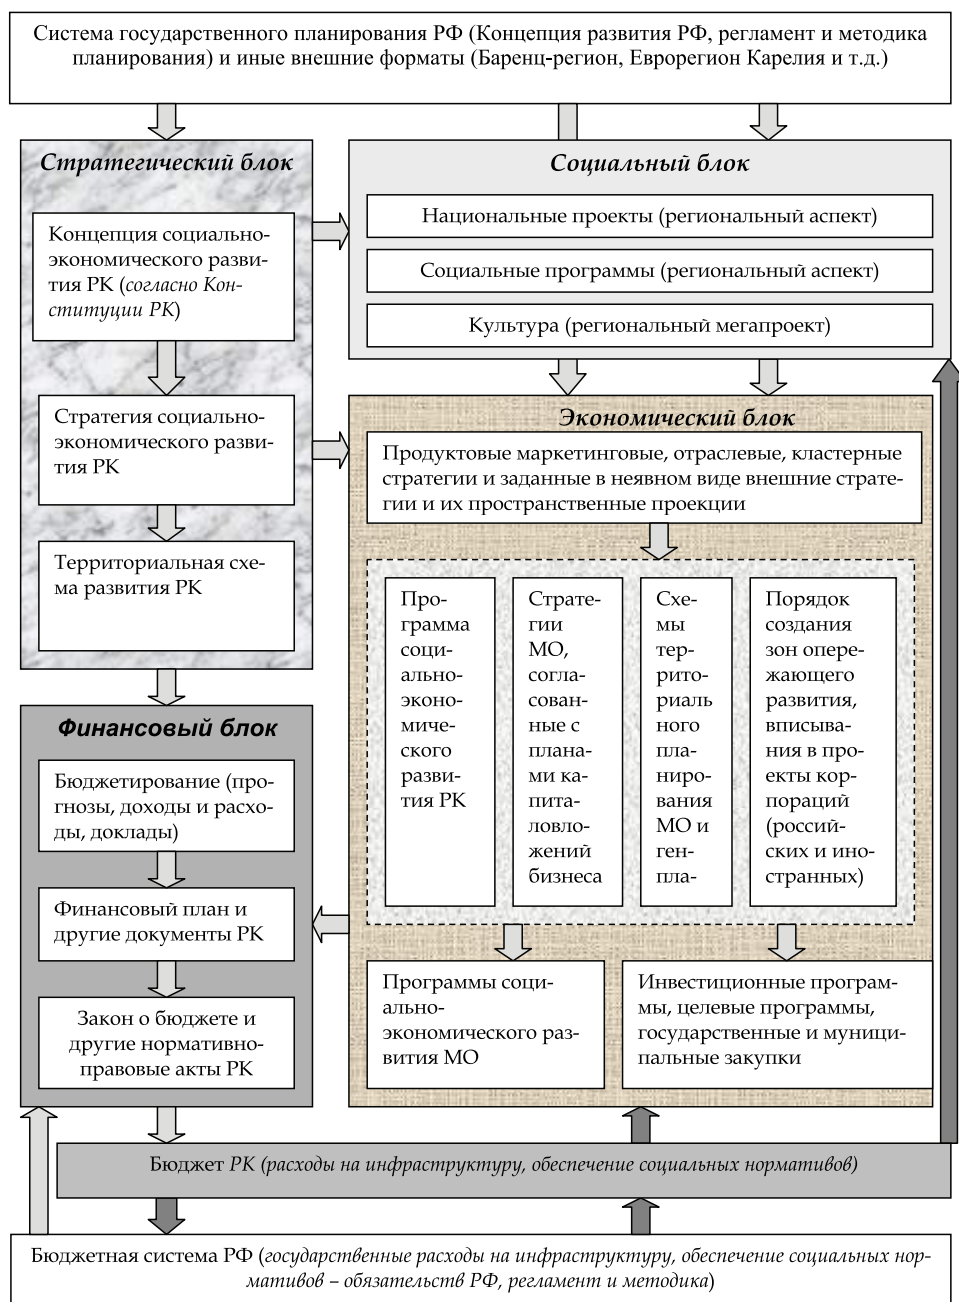 Система государственного планирования РФ (Концепция развития РФ, регламент и методика
планирования) и иные внешние форматы (Баренц-регион, Еврорегион Карелия и т.д.)
Стратегический блок
Концепция социально-
экономического разви-
тия РК (согласно Кон-
ституции РК)
Стратегия социально-
экономического разви-
тия РК
Территориальная схе-
ма развития РК
Социальный блок
Национальные проекты (региональный аспект)
Социальные программы (региональный аспект)
Культура (региональный мегапроект)
Экономический блок
Продуктовые маркетинговые, отраслевые, кластерные
стратегии и заданные в неявном виде внешние страте-
гии и их пространственные проекции
Про-
грамма
соци-
ально-
эконо-
миче-
ского
разви-
тия РК
Страте-
гии
МО,
согла-
сован-
ные с
плана-
ми ка-
пита-
ловло-
жений
бизнеса
Схе-
мы
тер-
рито-
риаль
ного
пла-
ниро-
вания
МО и
ген-
пла-
Порядок
создания
зон опере-
жающего
развития,
вписыва-
ния в про-
екты кор-
пораций
(россий-
ских и ино-
странных)
Программы соци-
ально-
экономического раз-
вития МО
Инвестиционные програм-
мы, целевые программы,
государственные и муници-
пальные закупки
Финансовый блок
Бюджетирование (про-
гнозы, доходы и расхо-
ды, доклады)
Финансовый план и
другие документы РК
Закон о бюджете и
другие нормативно-
правовые акты РК
Бюджет РК (расходы на инфраструктуру, обеспечение социальных нормативов)
Бюджетная система РФ (государственные расходы на инфраструктуру, обеспечение социальных нор-
мативов – обязательств РФ, регламент и методика)